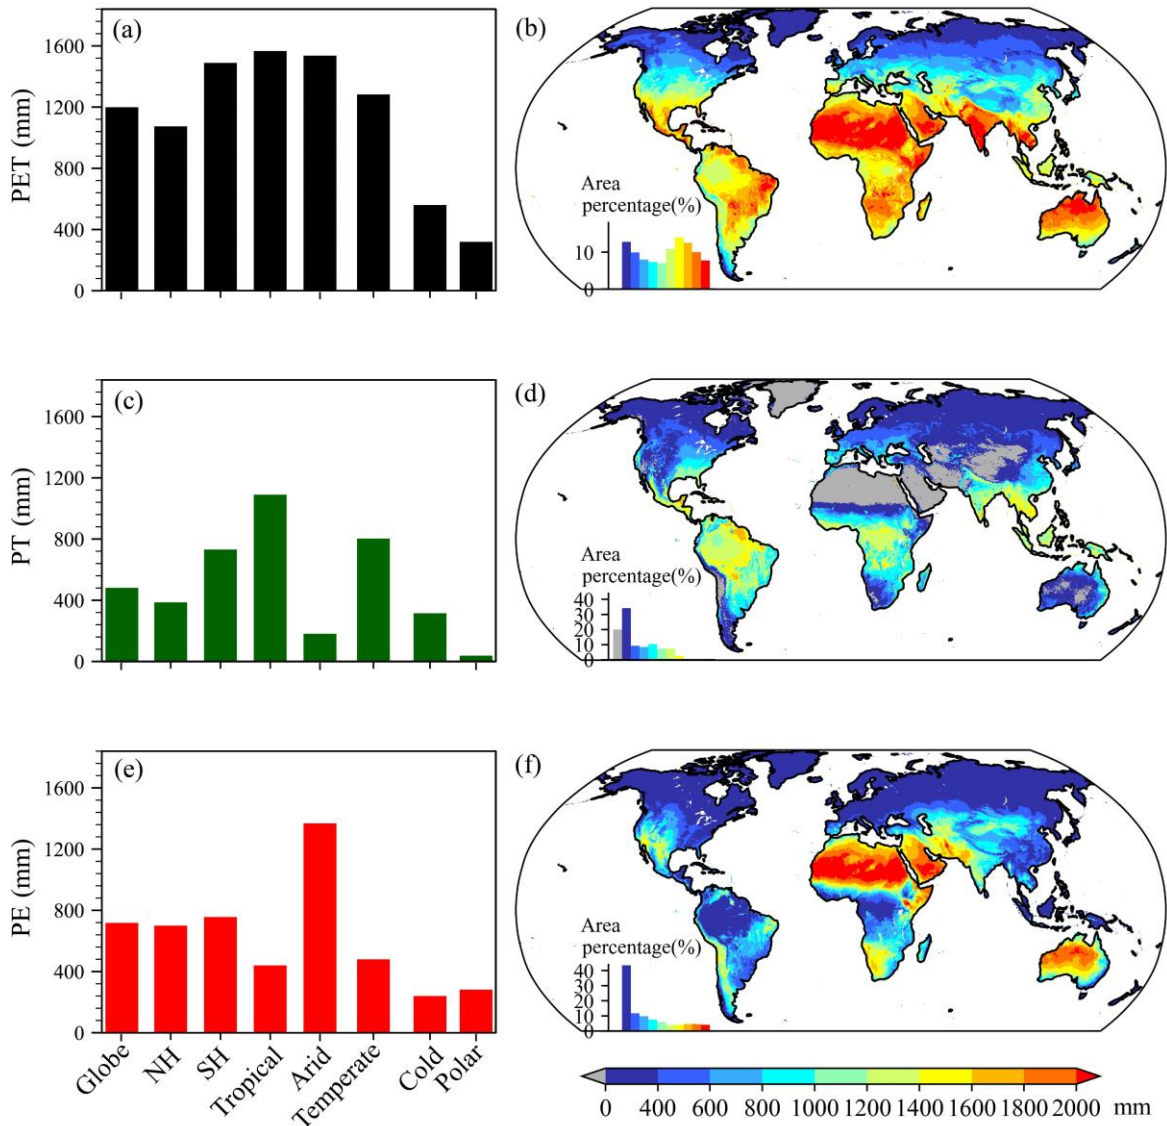 (a)
PET (mm)
1600
1200
800
400
0
(b)
Area
percentage(%)
10
0
(c)
PT (mm)
1600
1200
800
400
0
(d)
Area
percentage(%)
40
30
20
10
0
(e)
PE (mm)
1600
1200
800
400
0
Globe
NH
SH
Tropical
Arid
Temperate
Cold
Polar
(f)
Area
percentage(%)
40
30
20
10
0
0 400 600 800 1000 1200 1400 1600 1800 2000 mm